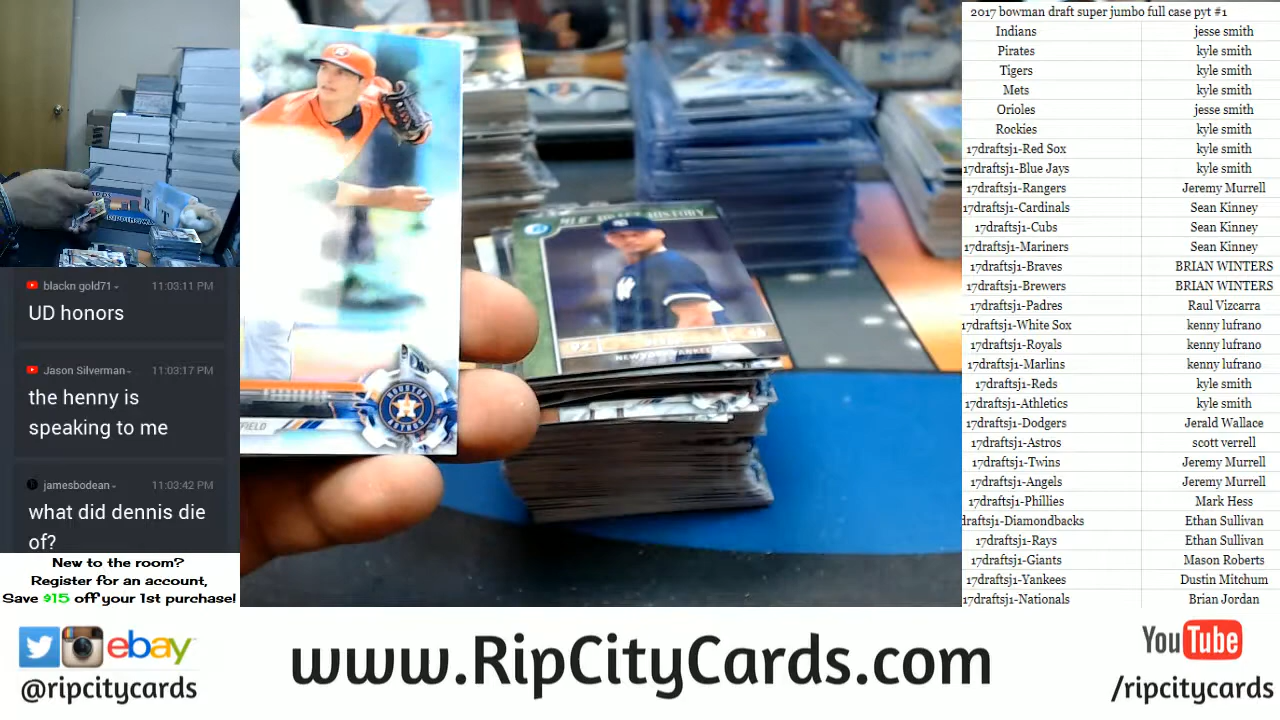 2017 bowman draft super jumbo full case pyt #1
Indians jesse smith
Pirates kyle smith
Tigers kyle smith
Mets kyle smith
Orioles jesse smith
Rockies kyle smith
17draftsj1-Red Sox kyle smith
17draftsj1-Blue Jays kyle smith
17draftsj1-Rangers Jeremy Murrell
17draftsj1-Cardinals Sean Kinney
17draftsj1-Cubs Sean Kinney
17draftsj1-Mariners Sean Kinney
17draftsj1-Braves BRIAN WINTERS
17draftsj1-Brewers BRIAN WINTERS
17draftsj1-Padres Raul Vizcarra
17draftsj1-White Sox kenny lufrano
17draftsj1-Royals kenny lufrano
17draftsj1-Marlins kenny lufrano
17draftsj1-Reds kyle smith
17draftsj1-Athletics kyle smith
17draftsj1-Dodgers Jerald Wallace
17draftsj1-Astros scott verrell
17draftsj1-Twins Jeremy Murrell
17draftsj1-Angels Jeremy Murrell
17draftsj1-Phillies Mark Hess
draftsj1-Diamondbacks Ethan Sullivan
17draftsj1-Rays Ethan Sullivan
17draftsj1-Giants Mason Roberts
17draftsj1-Yankees Dustin Mitchum
17draftsj1-Nationals Brian Jordan
blackn gold71 11:03:11 PM
UD honors
Jason Silverman 11:03:17 PM
the henny is
speaking to me
jamesbodean 11:03:42 PM
what did dennis die
of?
New to the room?
Register for an account,
Save $15 off your 1st purchase!
HISTORY
92
NEW YORK YANKEES
HOUSTON
ASTROS
FIELD
ebay
@ripcitycards
www.RipCityCards.com
YouTube
/ripcitycards